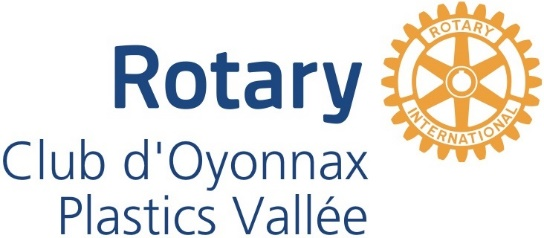 Rotary
Club d'Oyonnax
Plastics Vallée
ROTARY
INTERNATIONAL